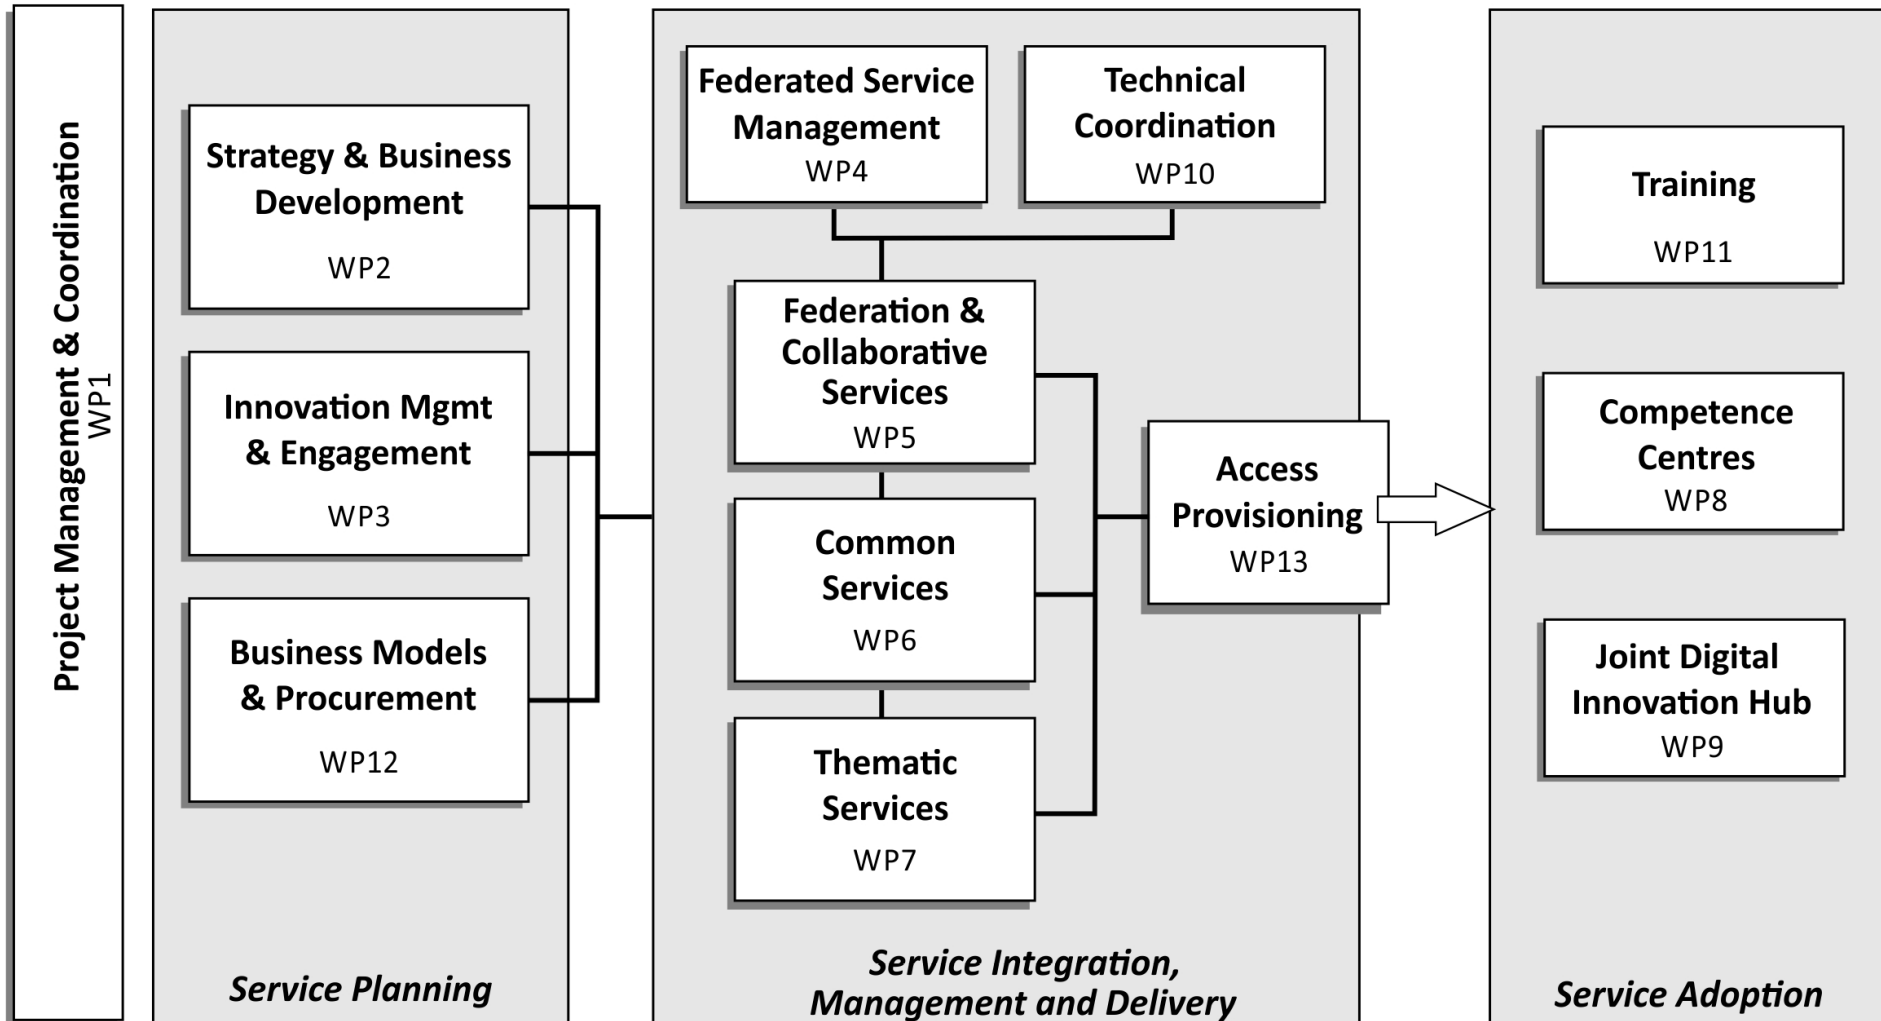 Project Management & Coordination
WP1
Strategy & Business
Development
WP2
Innovation Mgmt
& Engagement
WP3
Business Models
& Procurement
WP12
Service Planning
Federated Service
Management
WP4
Technical
Coordination
WP10
Federation &
Collaborative
Services
WP5
Common
Services
WP6
Thematic
Services
WP7
Access
Provisioning
WP13
Service Integration,
Management and Delivery
Training
WP11
Competence
Centres
WP8
Joint Digital
Innovation Hub
WP9
Service Adoption